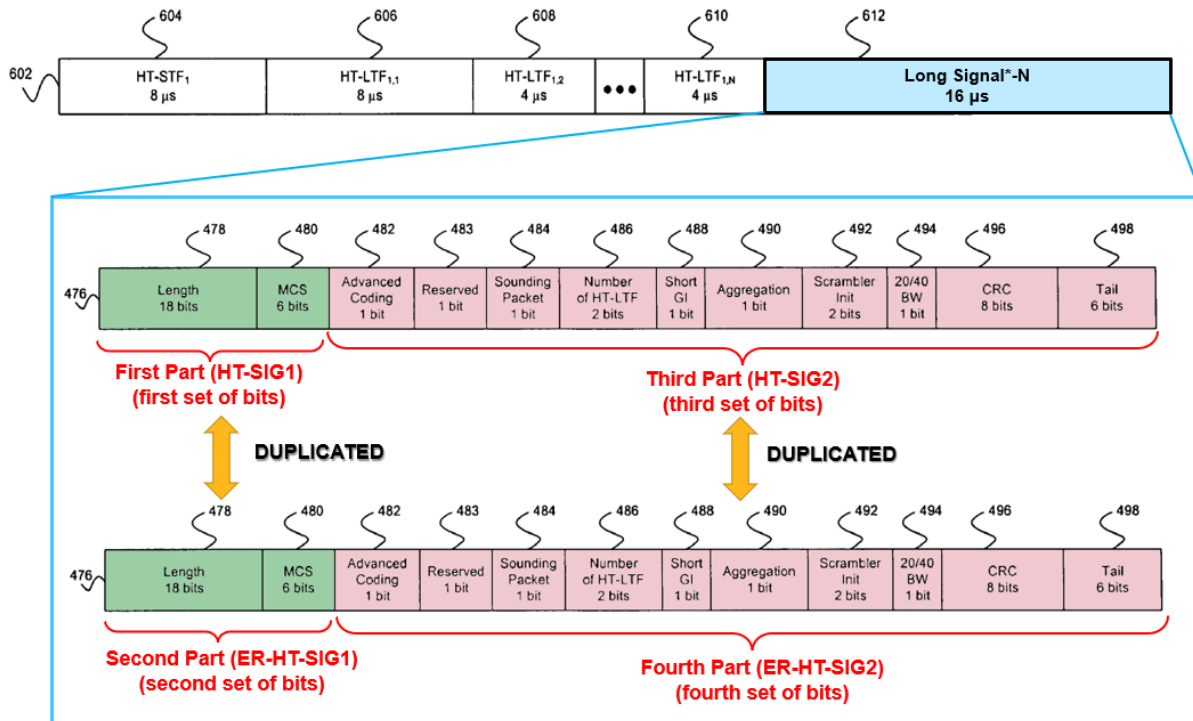 604 606 608 610 612
602
HT-STF₁ HT-LTF₁,₁ HT-LTF₁,₂ ●●● HT-LTF₁,N Long Signal*-N
8 µs 8 µs 4 µs 4 µs 16 µs
478 480 482 483 484 486 488 490 492 494 496 498
476
Length MCS Advanced Coding Reserved Sounding Packet Number of HT-LTF Short GI Aggregation Scrambler Init 20/40 BW CRC Tail
18 bits 6 bits 1 bit 1 bit 1 bit 2 bits 1 bit 1 bit 2 bits 1 bit 8 bits 6 bits
First Part (HT-SIG1)
(first set of bits)
Third Part (HT-SIG2)
(third set of bits)
DUPLICATED DUPLICATED
478 480 482 483 484 486 488 490 492 494 496 498
476
Length MCS Advanced Coding Reserved Sounding Packet Number of HT-LTF Short GI Aggregation Scrambler Init 20/40 BW CRC Tail
18 bits 6 bits 1 bit 1 bit 1 bit 2 bits 1 bit 1 bit 2 bits 1 bit 8 bits 6 bits
Second Part (ER-HT-SIG1)
(second set of bits)
Fourth Part (ER-HT-SIG2)
(fourth set of bits)